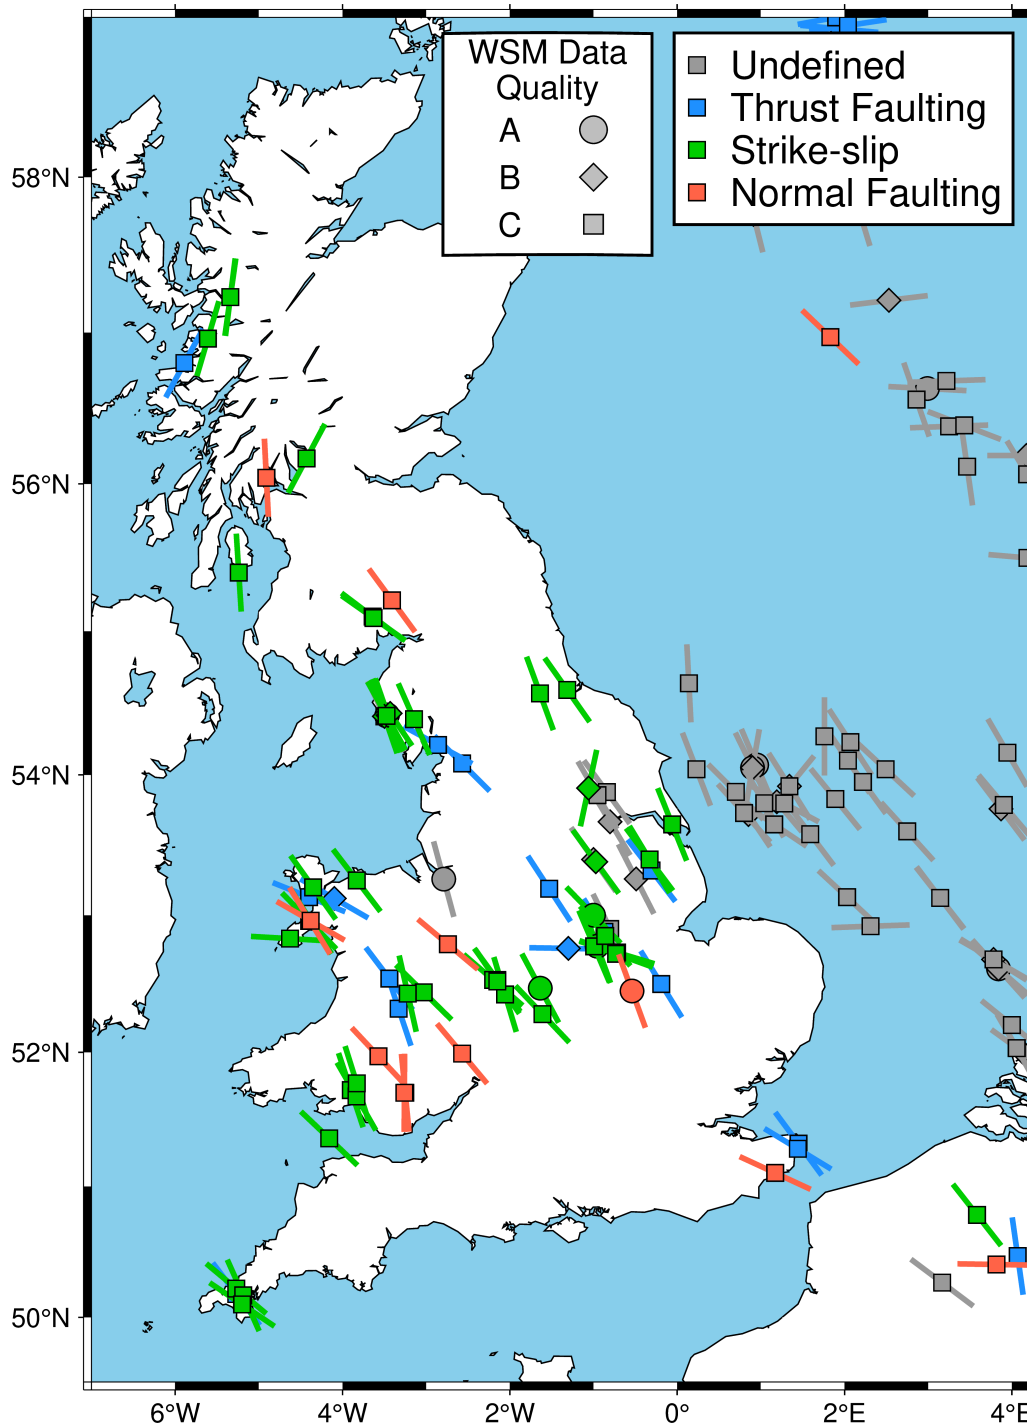 WSM Data
Quality
A
B
C
Undefined
Thrust Faulting
Strike-slip
Normal Faulting
58°N
56°N
54°N
52°N
50°N
6°W
4°W
2°W
0°
2°E
4°E